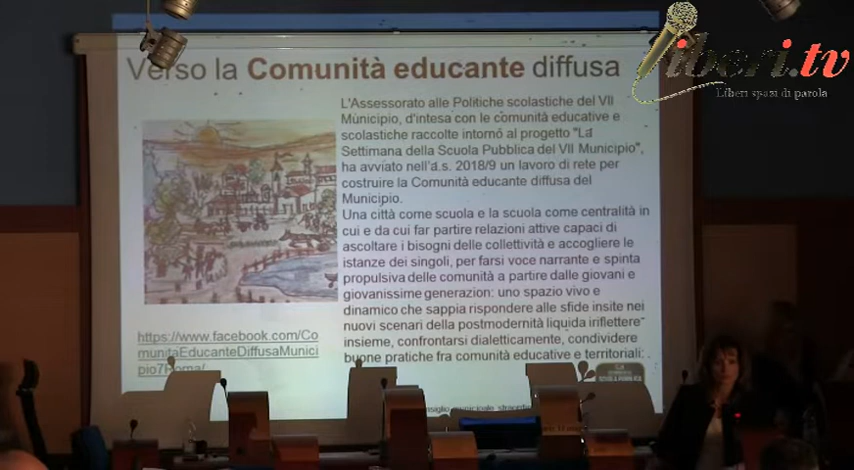 Liberi.tv
Liberi spazi di parola
Verso la Comunità educante diffusa
L'Assessorato alle Politiche scolastiche del VII
Municipio, d'intesa con le comunità educative e
scolastiche raccolte intorno al progetto "La
Settimana della Scuola Pubblica del VII Municipio",
ha avviato nell'a.s. 2018/9 un lavoro di rete per
costruire la Comunità educante diffusa del
Municipio.
Una città come scuola e la scuola come centralità in
cui e da cui far partire relazioni attive capaci di
ascoltare i bisogni delle collettività e accogliere le
istanze dei singoli, per farsi voce narrante e spinta
propulsiva delle comunità a partire dalle giovani e
giovanissime generazioni: uno spazio vivo e
dinamico che sappia rispondere alle sfide insite nei
nuovi scenari della postmodernità liquida riflettere
insieme, confrontarsi dialetticamente, condividere
buone pratiche fra comunità educative e territoriali.
https://www.facebook.com/Co
munitaEducanteDiffusaMunici
pio7Roma/